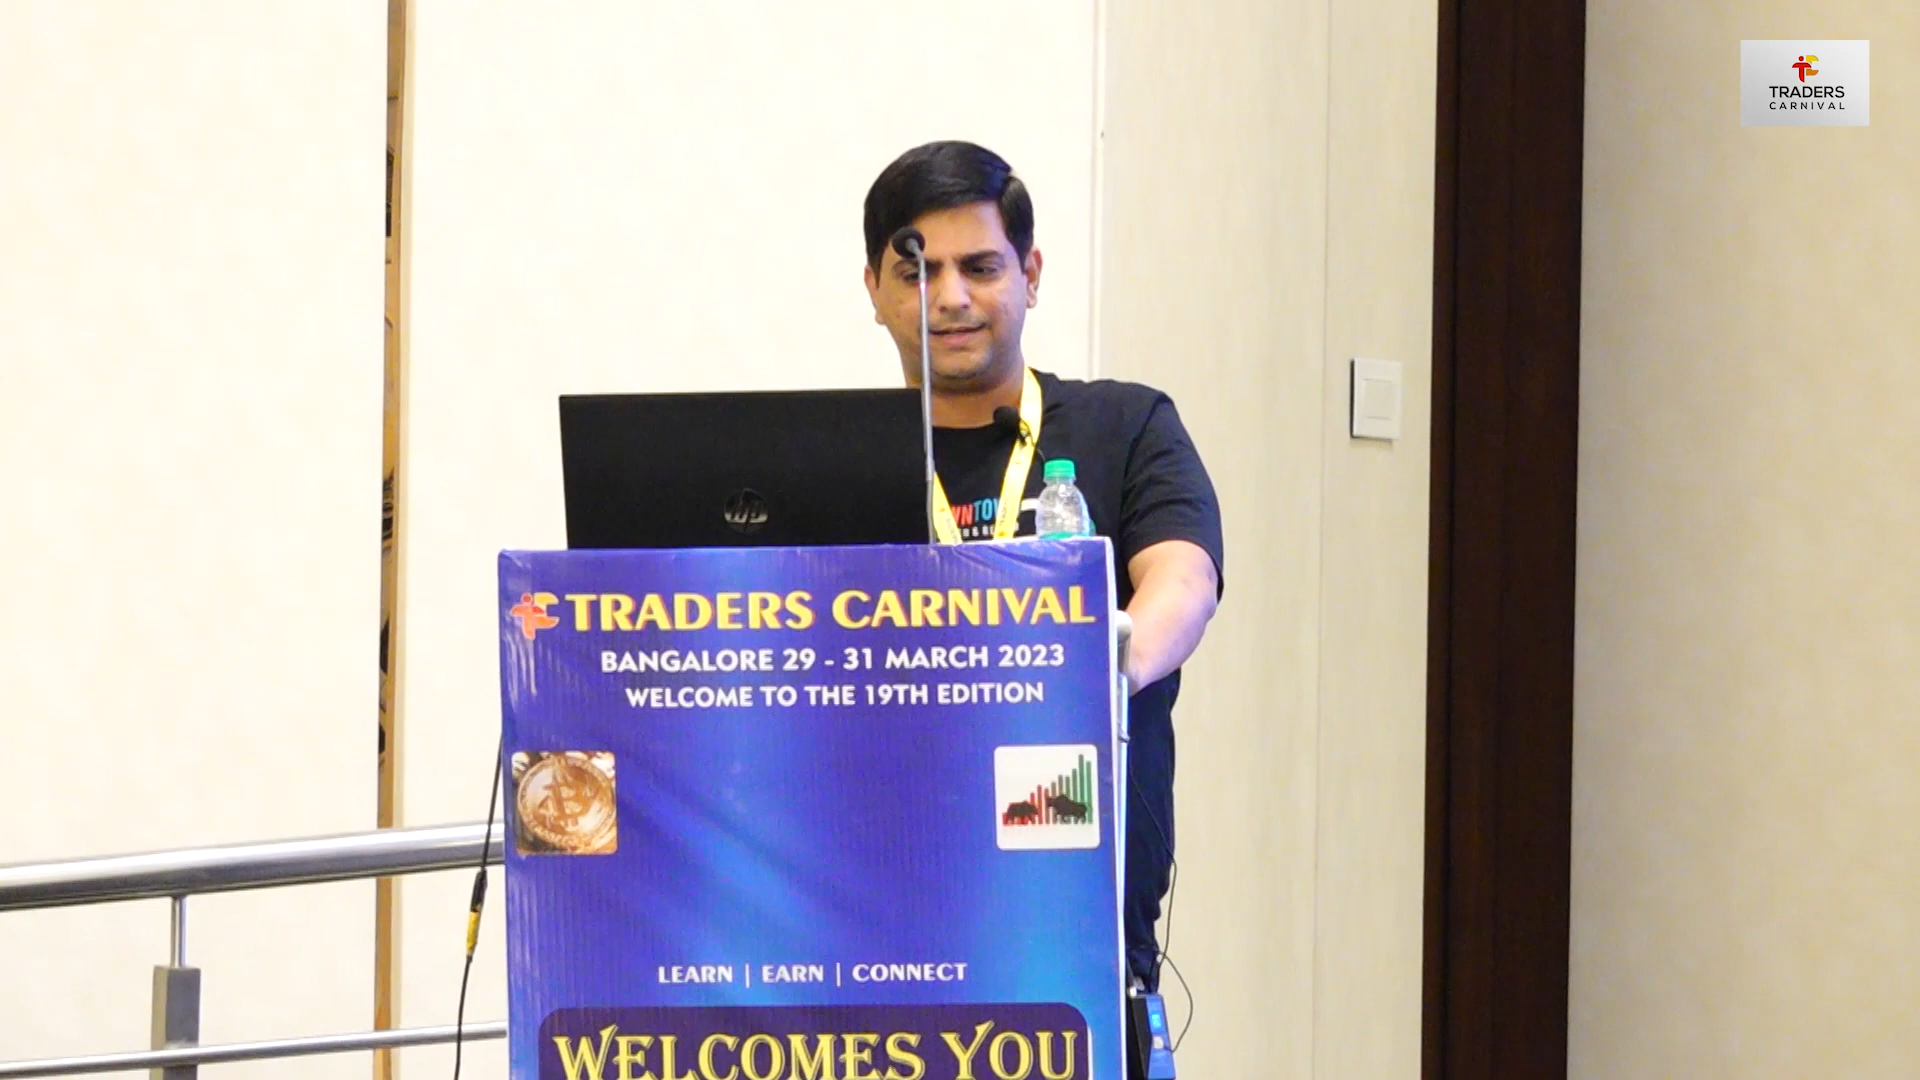 TRADERS
CARNIVAL
hp
TRADERS CARNIVAL
BANGALORE 29 - 31 MARCH 2023
WELCOME TO THE 19TH EDITION
LEARN | EARN | CONNECT
WELCOMES YOU